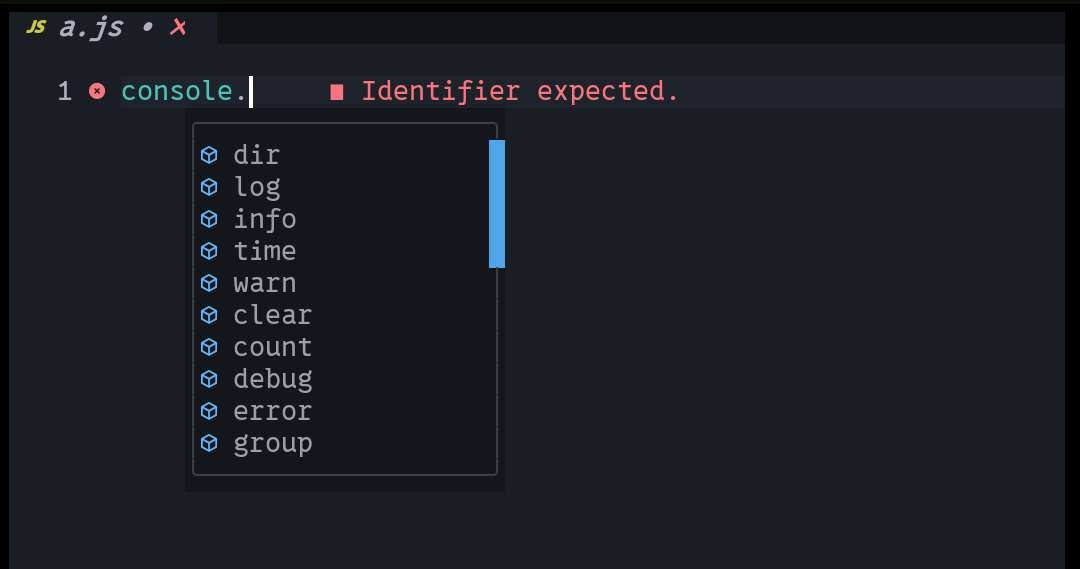 JS a.js
1 console. Identifier expected.
dir
log
info
time
warn
clear
count
debug
error
group